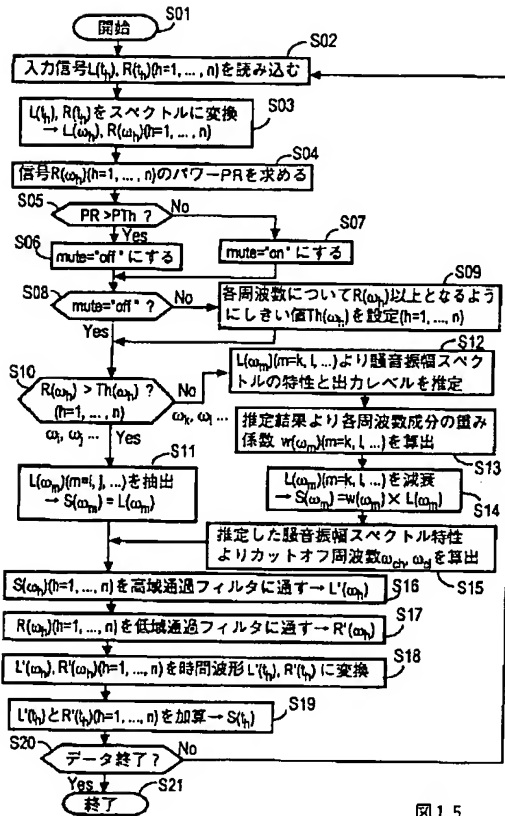 S01
開始
S02
入力信号L(tₕ), R(tₕ)(h=1, ... , n)を読み込む
S03
L(tₕ), R(tₕ)をスペクトルに変換
→ L(ωₕ), R(ωₕ)(h=1, ... , n)
S04
信号R(ωₕ)(h=1, ... , n)のパワーPRを求める
S05
PR >PTh ?
No
Yes
S06
mute="off" にする
S07
mute="on" にする
S08
mute="off" ?
No
Yes
S09
各周波数についてR(ωₕ)以上となるよう
にしきい値Th(ωₕ)を設定(h=1, ..., n)
S10
R(ωₕ) > Th(ωₕ) ?
(h=1, ... , n)
No
ωₖ, ωₗ ...
ωᵢ, ωⱼ ...
Yes
S12
L(ωₘ)(m=k, l, ...)より騒音振幅スペク
トルの特性と出力レベルを推定
推定結果より各周波数成分の重み
係数 w(ωₘ)(m=k, l, ...)を算出
S13
S11
L(ωₘ)(m=i, j, ...)を抽出
→ S(ωₘ) = L(ωₘ)
L(ωₘ)(m=k, l, ...)を減衰
→S(ωₘ)=w(ωₘ) × L(ωₘ)
S14
推定した騒音振幅スペクトル特性
よりカットオフ周波数ω_ch, ω_clを算出
S15
S(ωₕ)(h=1, ... , n)を高域通過フィルタに通す→ L'(ωₕ)
S16
R(ωₕ)(h=1, ... , n)を低域通過フィルタに通す→ R'(ωₕ)
S17
L'(ωₕ), R'(ωₕ)(h=1, ..., n)を時間波形 L'(tₕ), R'(tₕ) に変換
S18
L'(tₕ)とR'(tₕ)(h=1, ... , n)を加算→ S(tₕ)
S19
S20
データ終了 ?
No
Yes
S21
終了
図1.5